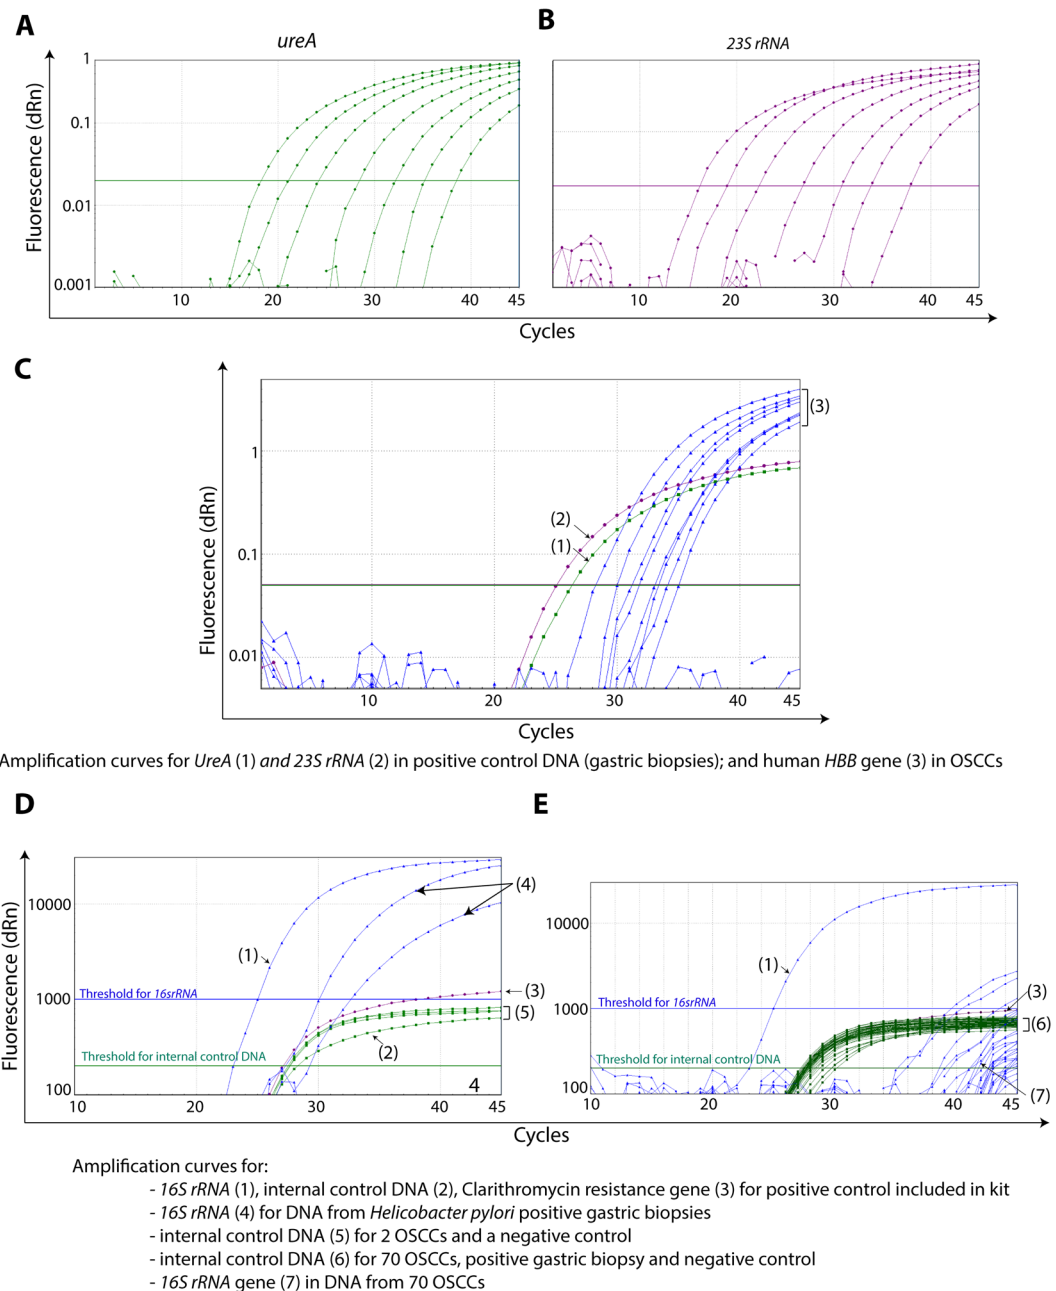 A
B
ureA
23S rRNA
Fluorescence (dRn)
1
0.1
0.01
0.001
10
20
30
40
45
10
20
30
40
45
Cycles
C
Fluorescence (dRn)
1
0.1
0.01
(3)
(2)
(1)
10
20
30
40
45
Cycles
Amplification curves for UreA (1) and 23S rRNA (2) in positive control DNA (gastric biopsies); and human HBB gene (3) in OSCCs
D
E
Fluorescence (dRn)
10000
1000
100
(4)
(1)
Threshold for 16srRNA
(3)
(5)
Threshold for internal control DNA
(2)
4
10
20
30
40
45
10000
1000
100
(1)
Threshold for 16srRNA
(3)
(6)
Threshold for internal control DNA
(7)
10
20
30
40
45
Cycles
Amplification curves for:
- 16S rRNA (1), internal control DNA (2), Clarithromycin resistance gene (3) for positive control included in kit
- 16S rRNA (4) for DNA from Helicobacter pylori positive gastric biopsies
- internal control DNA (5) for 2 OSCCs and a negative control
- internal control DNA (6) for 70 OSCCs, positive gastric biopsy and negative control
- 16S rRNA gene (7) in DNA from 70 OSCCs